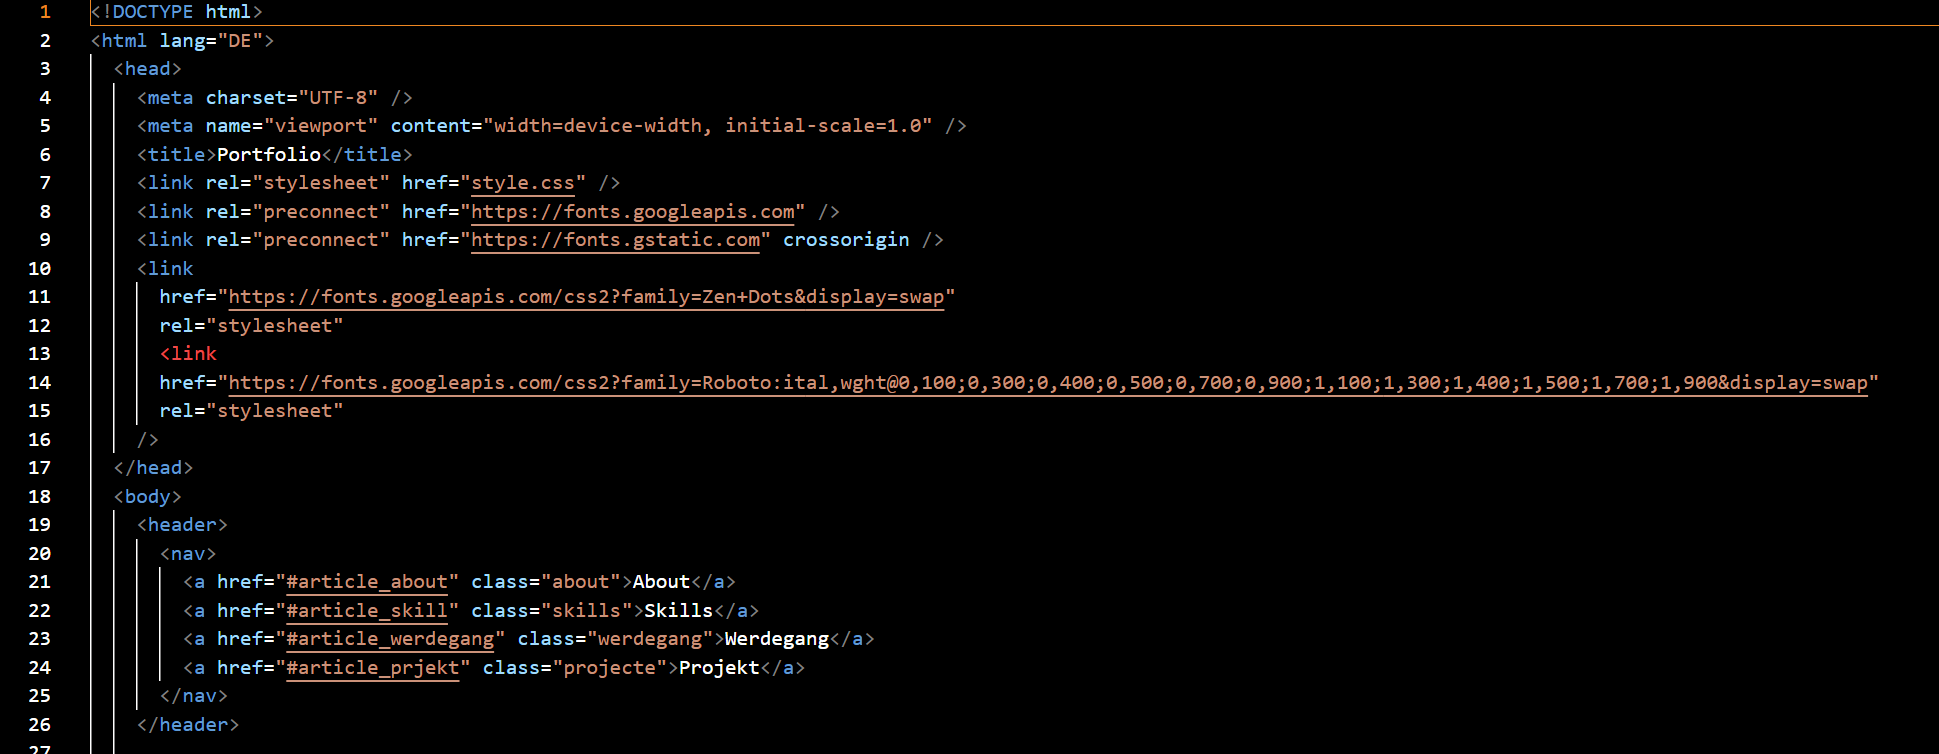 1 <!DOCTYPE html>
2 <html lang="DE">
3 <head>
4 <meta charset="UTF-8" />
5 <meta name="viewport" content="width=device-width, initial-scale=1.0" />
6 <title>Portfolio</title>
7 <link rel="stylesheet" href="style.css" />
8 <link rel="preconnect" href="https://fonts.googleapis.com" />
9 <link rel="preconnect" href="https://fonts.gstatic.com" crossorigin />
10 <link
11 href="https://fonts.googleapis.com/css2?family=Zen+Dots&display=swap"
12 rel="stylesheet"
13 <link
14 href="https://fonts.googleapis.com/css2?family=Roboto:ital,wght@0,100;0,300;0,400;0,500;0,700;0,900;1,100;1,300;1,400;1,500;1,700;1,900&display=swap"
15 rel="stylesheet"
16 />
17 </head>
18 <body>
19 <header>
20 <nav>
21 <a href="#article_about" class="about">About</a>
22 <a href="#article_skill" class="skills">Skills</a>
23 <a href="#article_werdegang" class="werdegang">Werdegang</a>
24 <a href="#article_prjekt" class="projecte">Projekt</a>
25 </nav>
26 </header>
27